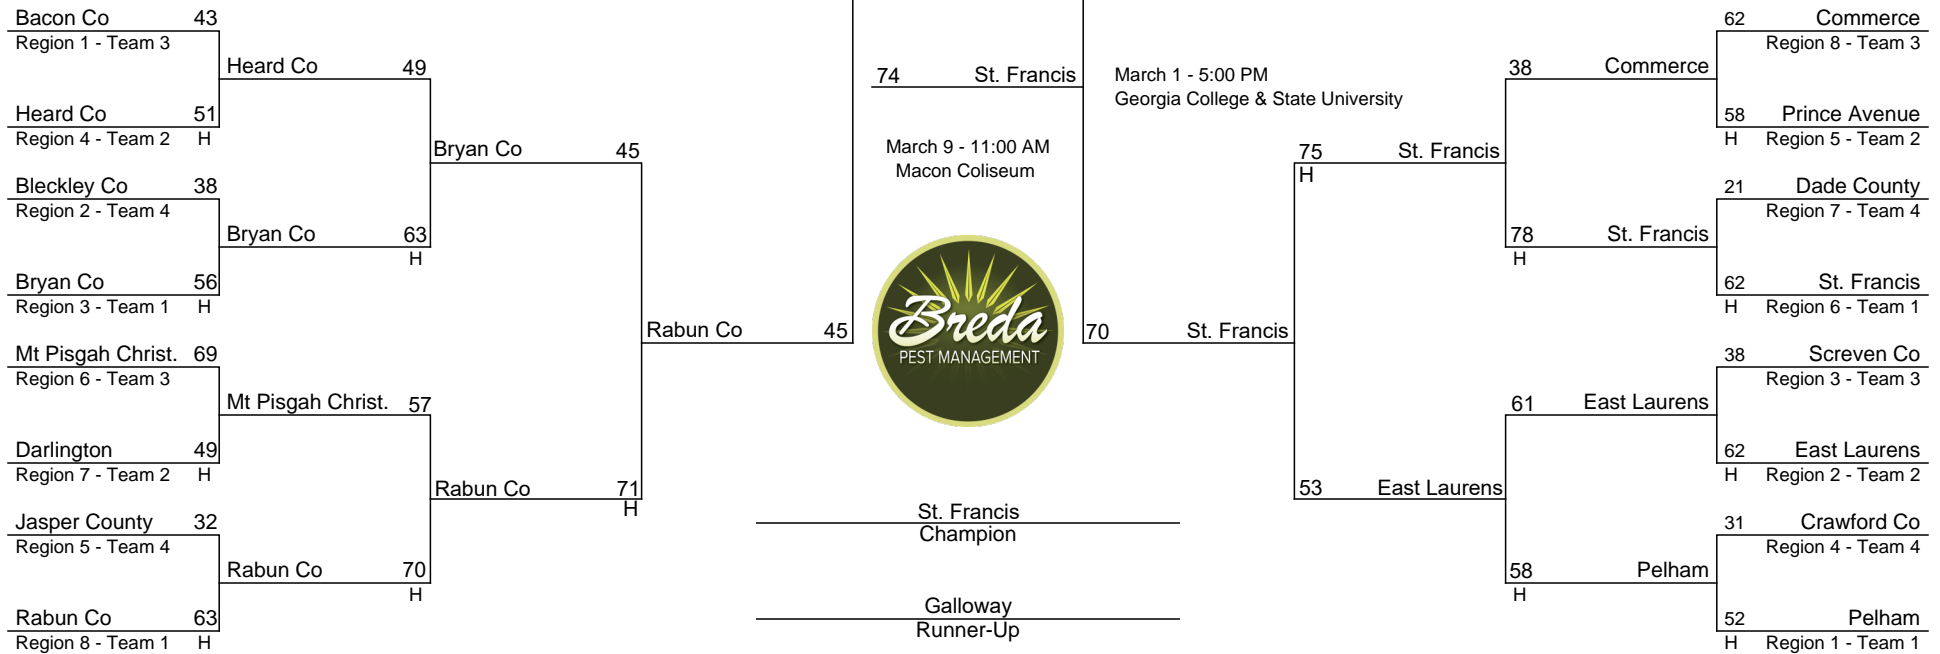 Bacon Co 43
Region 1 - Team 3
Heard Co 51
Region 4 - Team 2 H
Bleckley Co 38
Region 2 - Team 4
Bryan Co 56
Region 3 - Team 1 H
Mt Pisgah Christ. 69
Region 6 - Team 3
Darlington 49
Region 7 - Team 2 H
Jasper County 32
Region 5 - Team 4
Rabun Co 63
Region 8 - Team 1 H
Heard Co 49
Bryan Co 63
H
Mt Pisgah Christ. 57
Rabun Co 70
H
Bryan Co 45
Rabun Co 71
H
Rabun Co 45
74 St. Francis
March 9 - 11:00 AM
Macon Coliseum
Breda
PEST MANAGEMENT
St. Francis
Champion
Galloway
Runner-Up
March 1 - 5:00 PM
Georgia College & State University
70 St. Francis
75 St. Francis
H
53 East Laurens
38 Commerce
78 St. Francis
H
61 East Laurens
58 Pelham
H
62 Commerce
Region 8 - Team 3
58 Prince Avenue
H Region 5 - Team 2
21 Dade County
Region 7 - Team 4
62 St. Francis
H Region 6 - Team 1
38 Screven Co
Region 3 - Team 3
62 East Laurens
H Region 2 - Team 2
31 Crawford Co
Region 4 - Team 4
52 Pelham
H Region 1 - Team 1